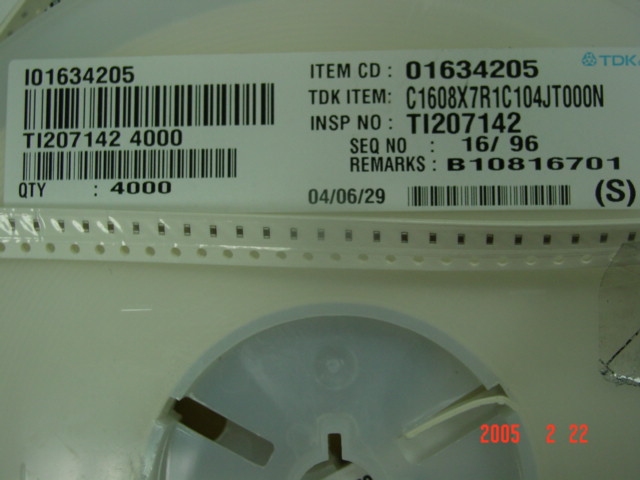 I01634205
TI207142 4000
QTY : 4000
ITEM CD : 01634205
TDK ITEM: C1608X7R1C104JT000N
INSP NO : TI207142
SEQ NO : 16/ 96
REMARKS : B10816701
04/06/29
(S)
TDK
2005 2 22